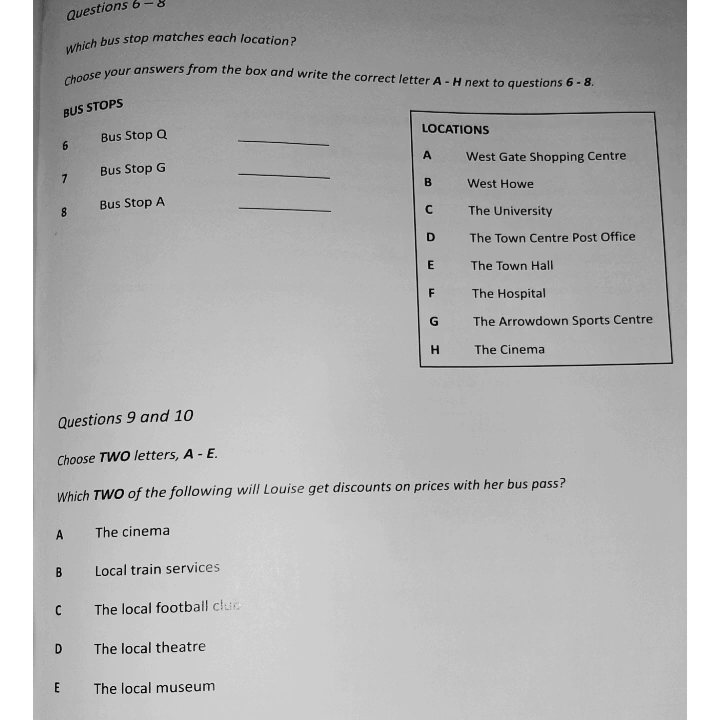 Questions 6 – 8
Which bus stop matches each location?
Choose your answers from the box and write the correct letter A - H next to questions 6 - 8.
BUS STOPS
6 Bus Stop Q
7 Bus Stop G
8 Bus Stop A
LOCATIONS
A West Gate Shopping Centre
B West Howe
C The University
D The Town Centre Post Office
E The Town Hall
F The Hospital
G The Arrowdown Sports Centre
H The Cinema
Questions 9 and 10
Choose TWO letters, A - E.
Which TWO of the following will Louise get discounts on prices with her bus pass?
A The cinema
B Local train services
C The local football club
D The local theatre
E The local museum